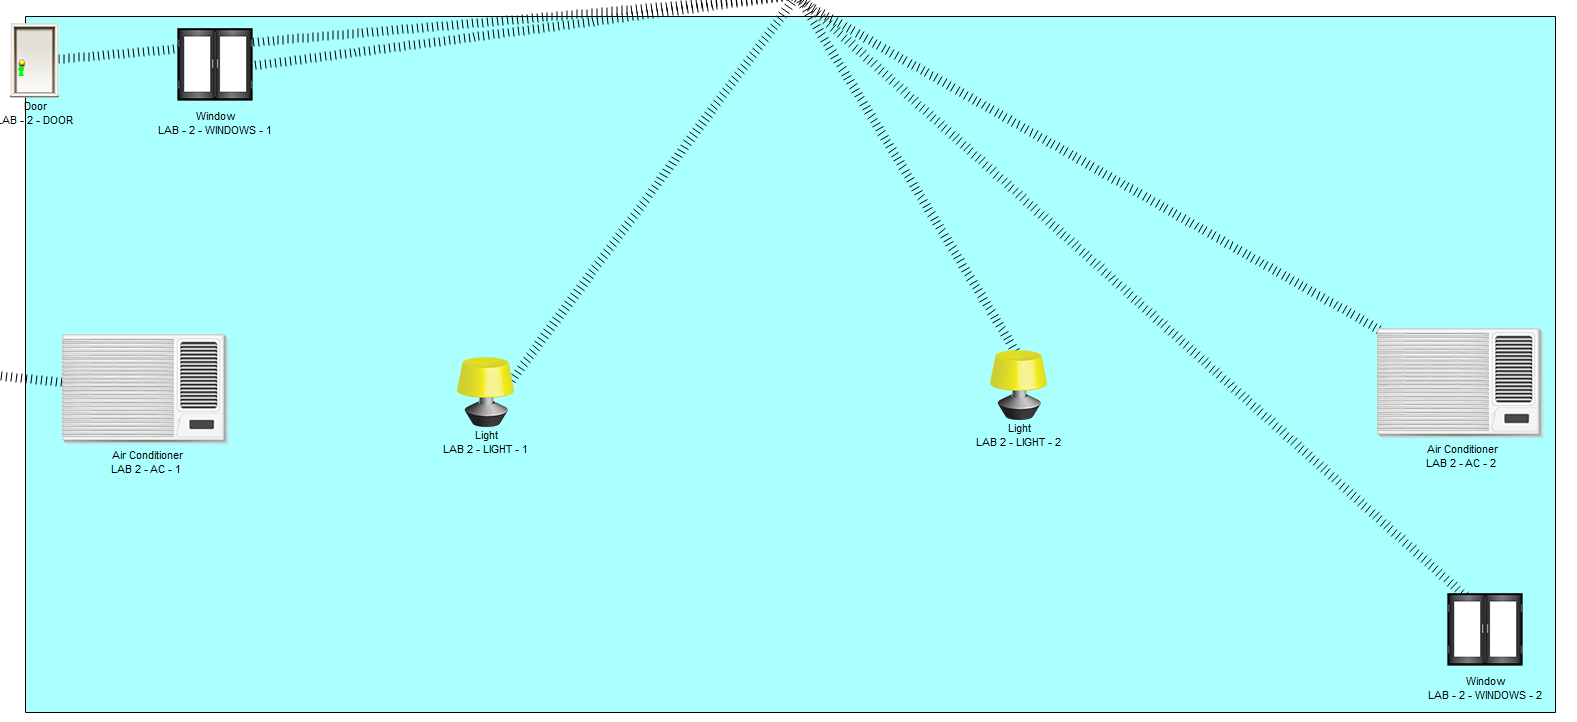 Door
LAB - 2 - DOOR
Window
LAB - 2 - WINDOWS - 1
Air Conditioner
LAB 2 - AC - 1
Light
LAB 2 - LIGHT - 1
Light
LAB 2 - LIGHT - 2
Air Conditioner
LAB 2 - AC - 2
Window
LAB - 2 - WINDOWS - 2